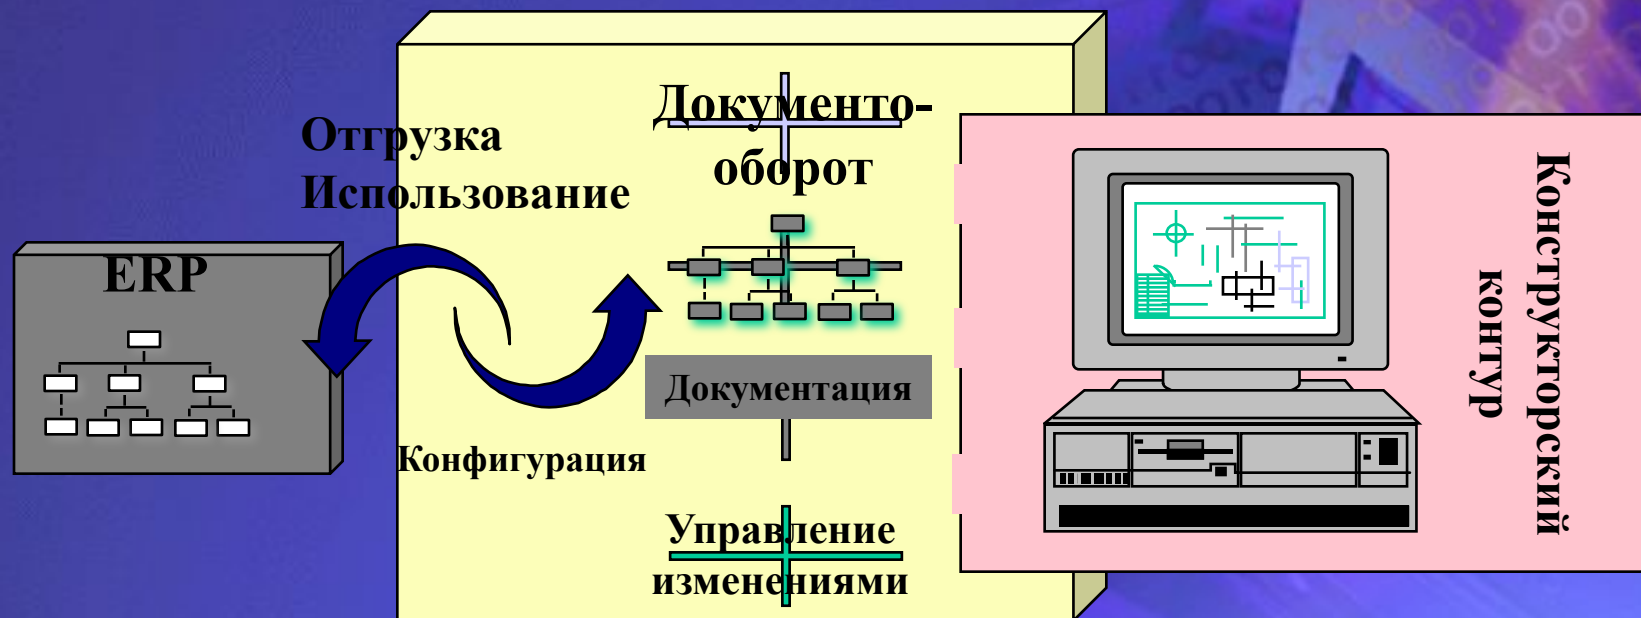 Документо-
оборот
Отгрузка
Использование
ERP
Документация
Конфигурация
Управление
изменениями
Конструкторский
контур